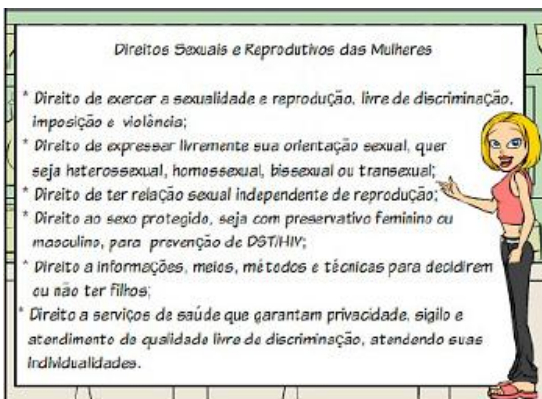 Direitos Sexuais e Reprodutivos das Mulheres
* Direito de exercer a sexualidade e reprodução, livre de discriminação,
imposição e violência;
* Direito de expressar livremente sua orientação sexual, quer
seja heterossexual, homossexual, bissexual ou transexual;
* Direito de ter relação sexual independente de reprodução;
* Direito ao sexo protegido, seja com preservativo feminino ou
masculino, para prevenção de DST/HIV;
* Direito a informações, meios, métodos e técnicas para decidirem
ou não ter filhos;
* Direito a serviços de saúde que garantam privacidade, sigilo e
atendimento de qualidade livre de discriminação, atendendo suas
individualidades.